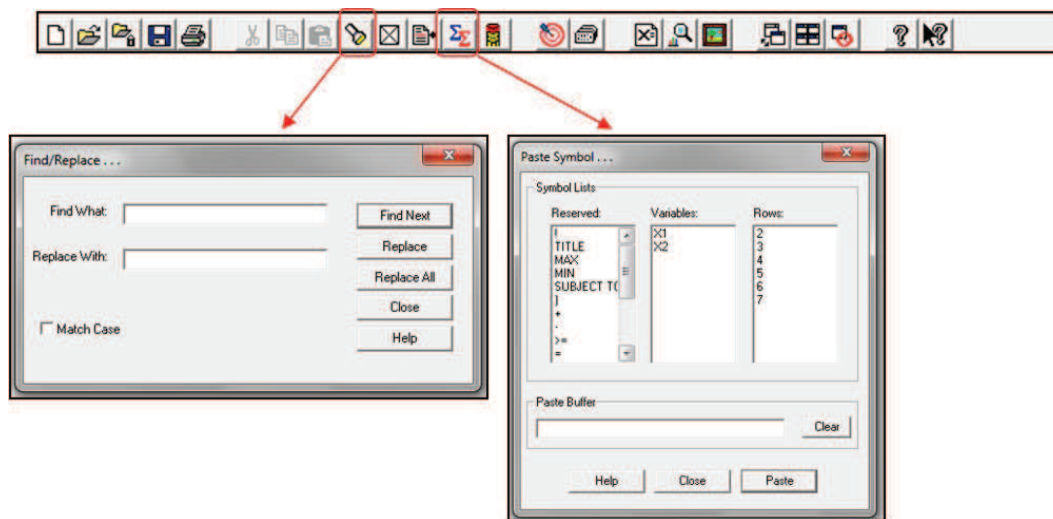 Find/Replace . . .
Find What:
Find Next
Replace With:
Replace
Replace All
Close
Match Case
Help
Paste Symbol . . .
Symbol Lists
Reserved:
!
TITLE
MAX
MIN
SUBJECT TO
)
+
-
>=
=
Variables:
X1
X2
Rows:
2
3
4
5
6
7
Paste Buffer
Clear
Help
Close
Paste